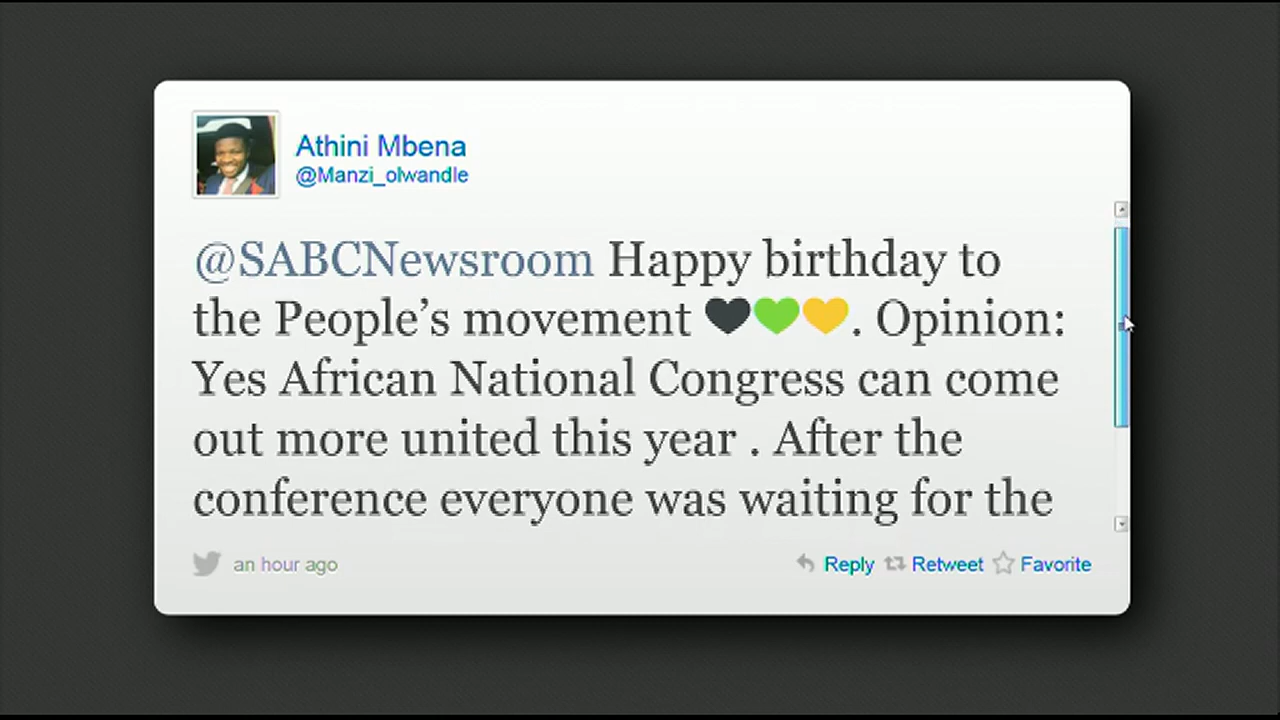 Athini Mbena
@Manzi_olwandle
@SABCNewsroom Happy birthday to
the People’s movement 🖤💚💛. Opinion:
Yes African National Congress can come
out more united this year . After the
conference everyone was waiting for the
an hour ago
Reply Retweet Favorite